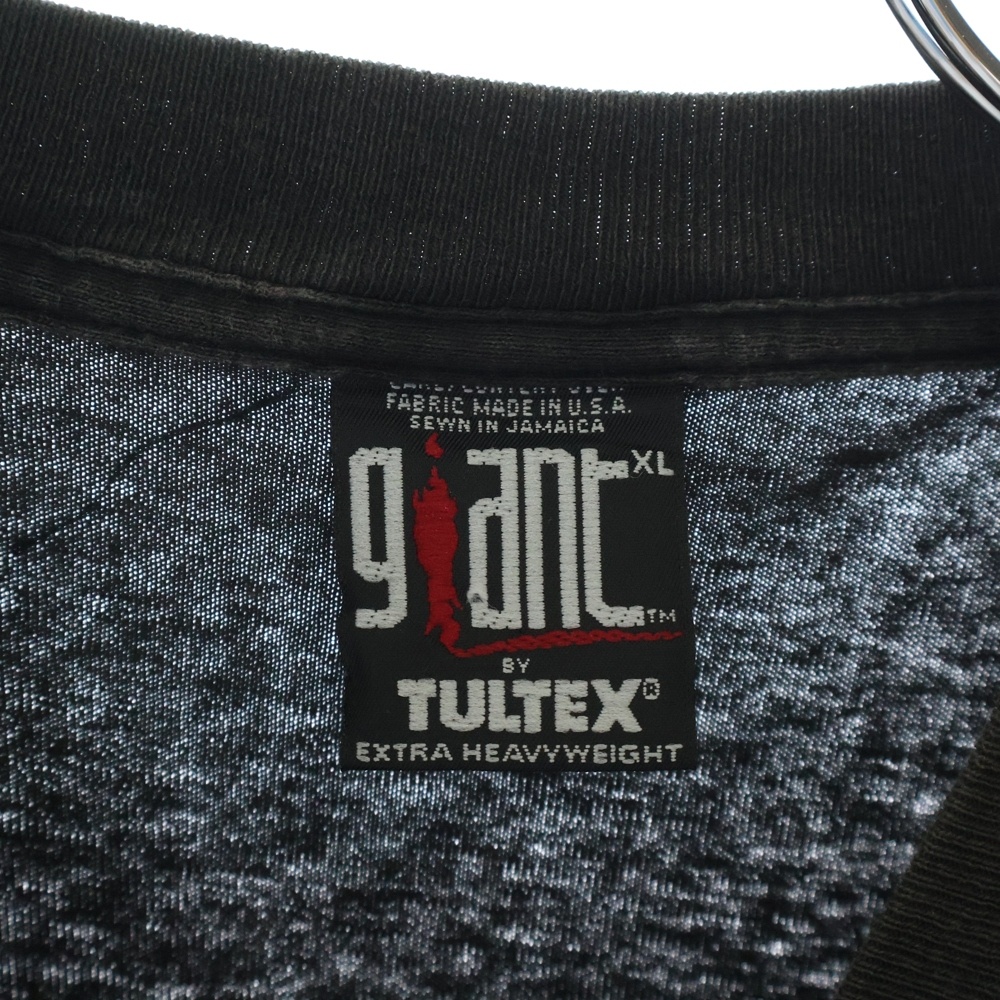 FABRIC MADE IN U.S.A.
SEWN IN JAMAICA
giant XL
TM
BY
TULTEX®
EXTRA HEAVYWEIGHT